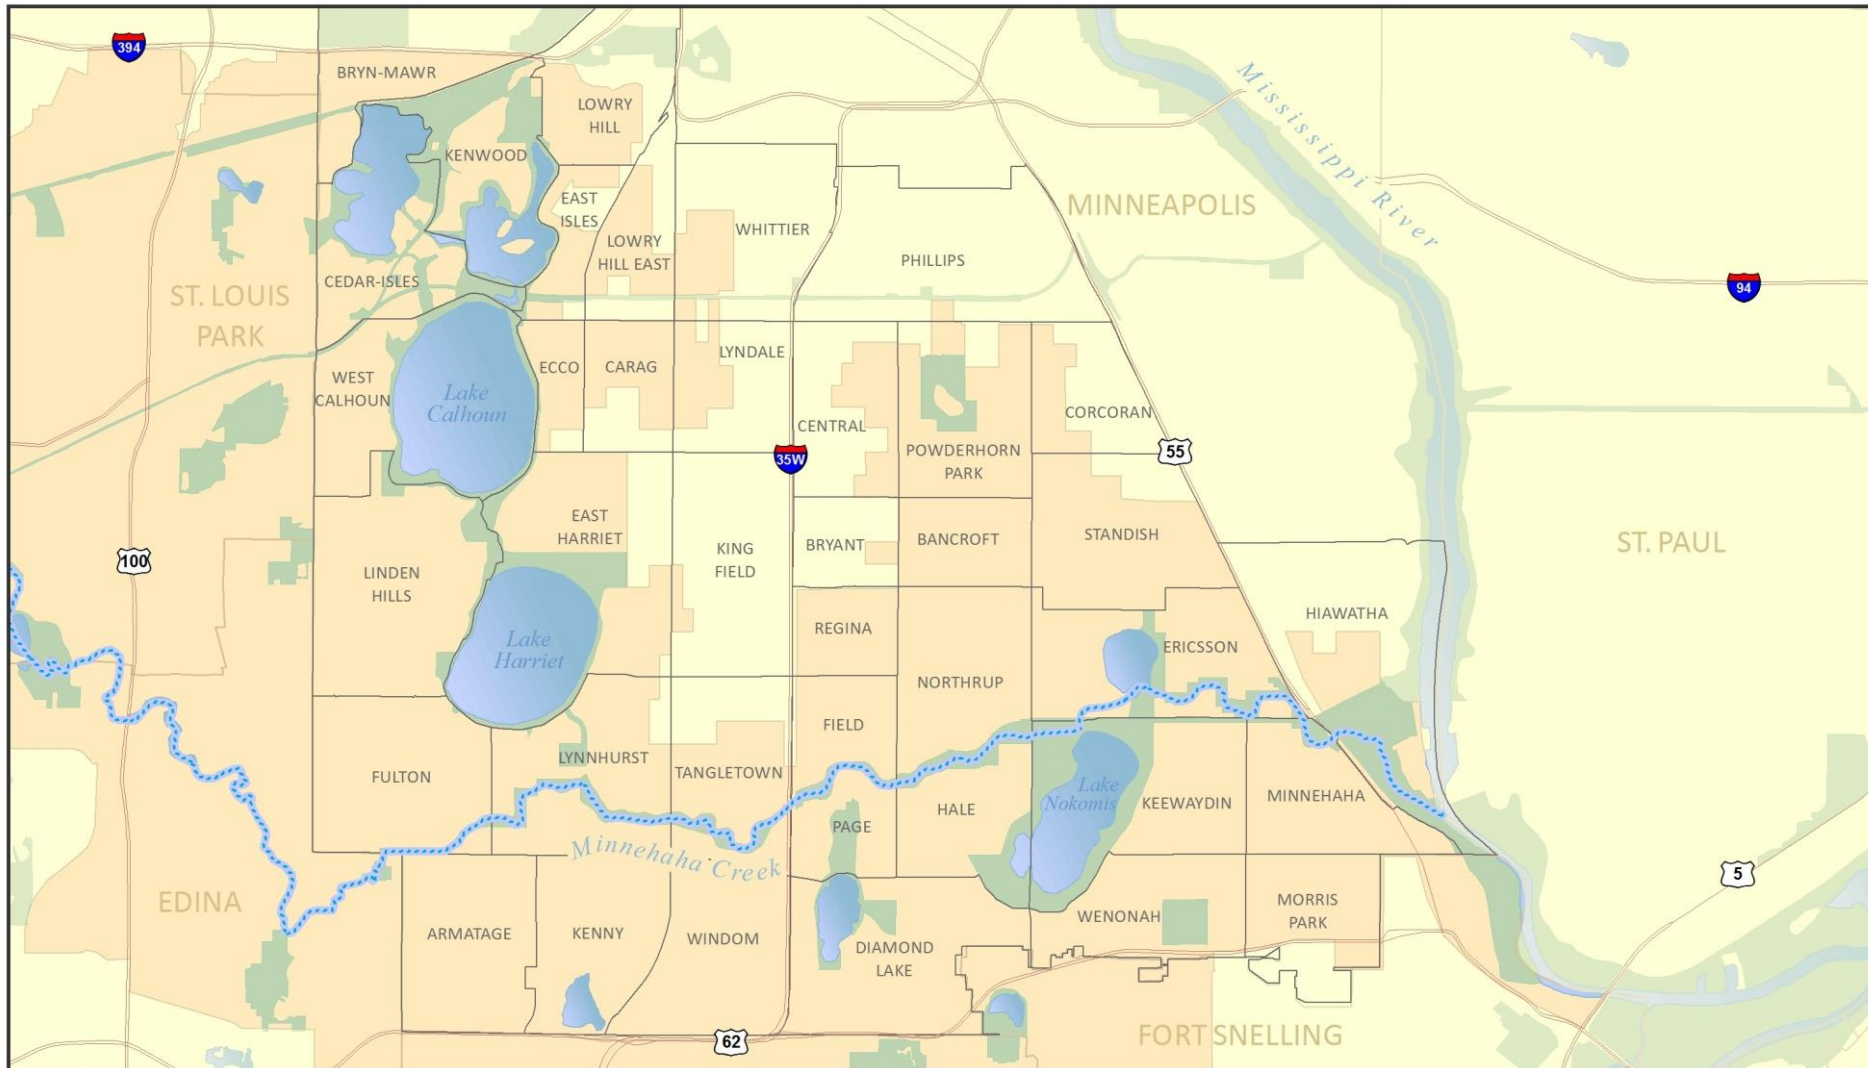 394
BRYN-MAWR
LOWRY
HILL
KENWOOD
EAST
ISLES
LOWRY
HILL EAST
WHITTIER
PHILLIPS
MINNEAPOLIS
Mississippi River
94
CEDAR-ISLES
ST. LOUIS
PARK
WEST
CALHOUN
Lake
Calhoun
ECCO
CARAG
LYNDALE
CENTRAL
POWDERHORN
PARK
CORCORAN
35W
55
100
EAST
HARRIET
LINDEN
HILLS
KING
FIELD
BRYANT
BANCROFT
STANDISH
ST. PAUL
Lake
Harriet
REGINA
NORTHRUP
ERICSSON
HIAWATHA
FULTON
LYNNHURST
TANGLETOWN
FIELD
PAGE
HALE
Lake
Nokomis
KEEWAYDIN
MINNEHAHA
Minnehaha Creek
EDINA
ARMATAGE
KENNY
WINDOM
DIAMOND
LAKE
WENONAH
MORRIS
PARK
5
62
FORT SNELLING